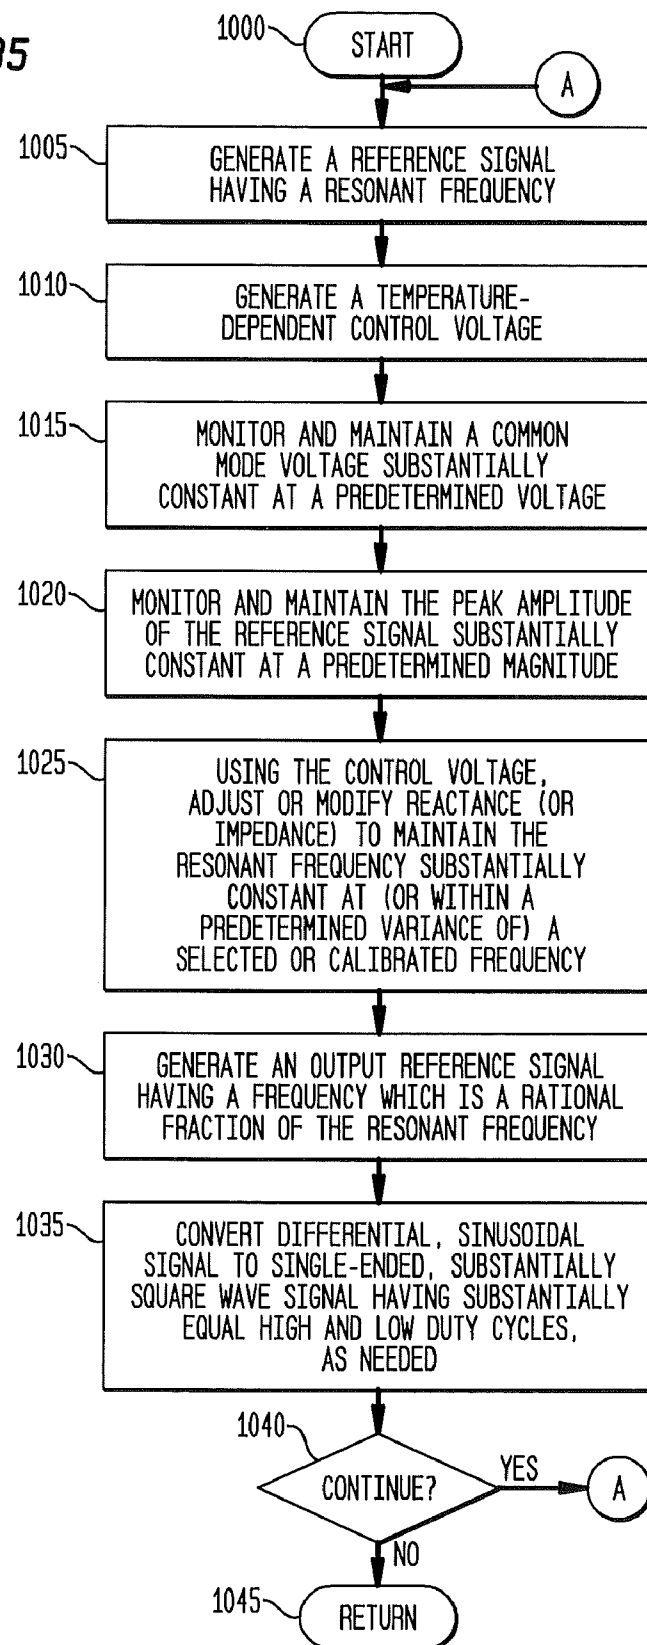 35
1000
START
A
1005
GENERATE A REFERENCE SIGNAL
HAVING A RESONANT FREQUENCY
1010
GENERATE A TEMPERATURE-
DEPENDENT CONTROL VOLTAGE
1015
MONITOR AND MAINTAIN A COMMON
MODE VOLTAGE SUBSTANTIALLY
CONSTANT AT A PREDETERMINED VOLTAGE
1020
MONITOR AND MAINTAIN THE PEAK AMPLITUDE
OF THE REFERENCE SIGNAL SUBSTANTIALLY
CONSTANT AT A PREDETERMINED MAGNITUDE
1025
USING THE CONTROL VOLTAGE,
ADJUST OR MODIFY REACTANCE (OR
IMPEDANCE) TO MAINTAIN THE
RESONANT FREQUENCY SUBSTANTIALLY
CONSTANT AT (OR WITHIN A
PREDETERMINED VARIANCE OF) A
SELECTED OR CALIBRATED FREQUENCY
1030
GENERATE AN OUTPUT REFERENCE SIGNAL
HAVING A FREQUENCY WHICH IS A RATIONAL
FRACTION OF THE RESONANT FREQUENCY
1035
CONVERT DIFFERENTIAL, SINUSOIDAL
SIGNAL TO SINGLE-ENDED, SUBSTANTIALLY
SQUARE WAVE SIGNAL HAVING SUBSTANTIALLY
EQUAL HIGH AND LOW DUTY CYCLES,
AS NEEDED
1040
CONTINUE?
YES
A
NO
1045
RETURN